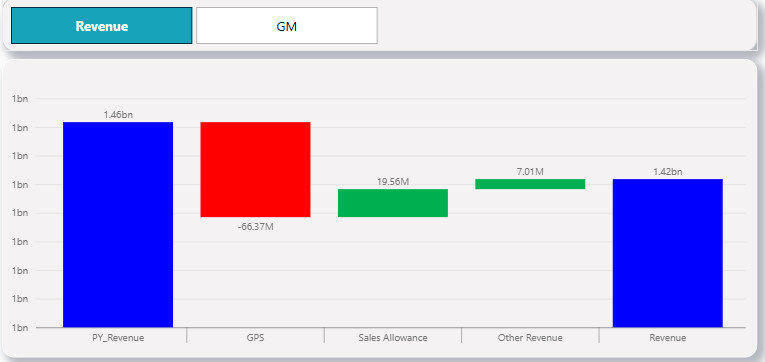 Revenue GM
1bn
1.46bn
1bn
1bn
7.01M
19.56M
1.42bn
1bn
1bn
-66.37M
1bn
1bn
1bn
1bn
PY_Revenue GPS Sales Allowance Other Revenue Revenue